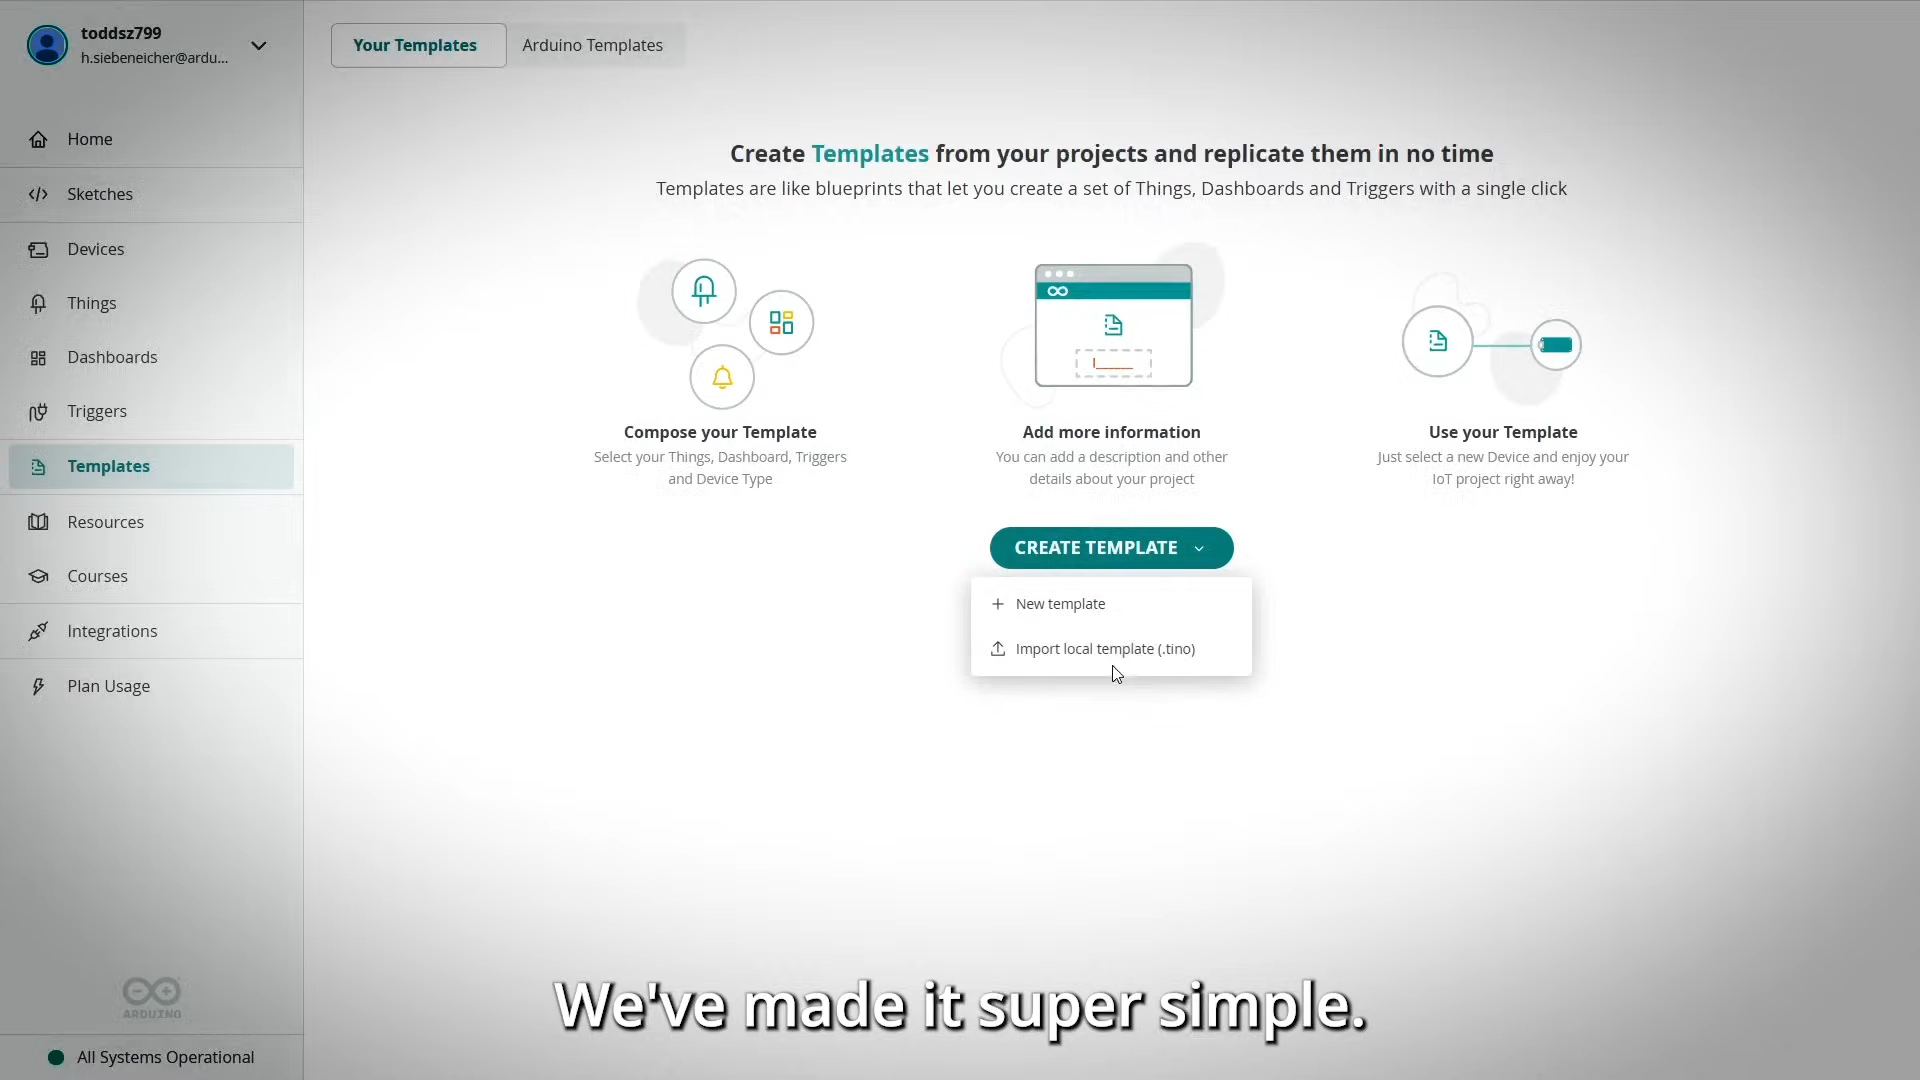 toddsz799
h.siebeneicher@ardu...
Your Templates
Arduino Templates
Home
Sketches
Devices
Things
Dashboards
Triggers
Templates
Resources
Courses
Integrations
Plan Usage
Create Templates from your projects and replicate them in no time
Templates are like blueprints that let you create a set of Things, Dashboards and Triggers with a single click
Compose your Template
Select your Things, Dashboard, Triggers
and Device Type
Add more information
You can add a description and other
details about your project
Use your Template
Just select a new Device and enjoy your
IoT project right away!
CREATE TEMPLATE
New template
Import local template (.tino)
We've made it super simple.
ARDUINO
All Systems Operational